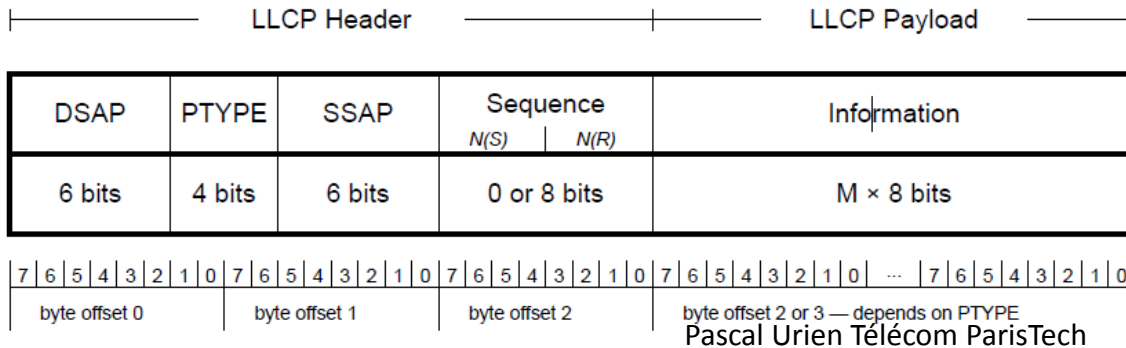 LLCP Header LLCP Payload
DSAP PTYPE SSAP Sequence Information
N(S) N(R)
6 bits 4 bits 6 bits 0 or 8 bits M × 8 bits
7 6 5 4 3 2 1 0 7 6 5 4 3 2 1 0 7 6 5 4 3 2 1 0 7 6 5 4 3 2 1 0 ... 7 6 5 4 3 2 1 0
byte offset 0 byte offset 1 byte offset 2 byte offset 2 or 3 — depends on PTYPE
Pascal Urien Télécom ParisTech